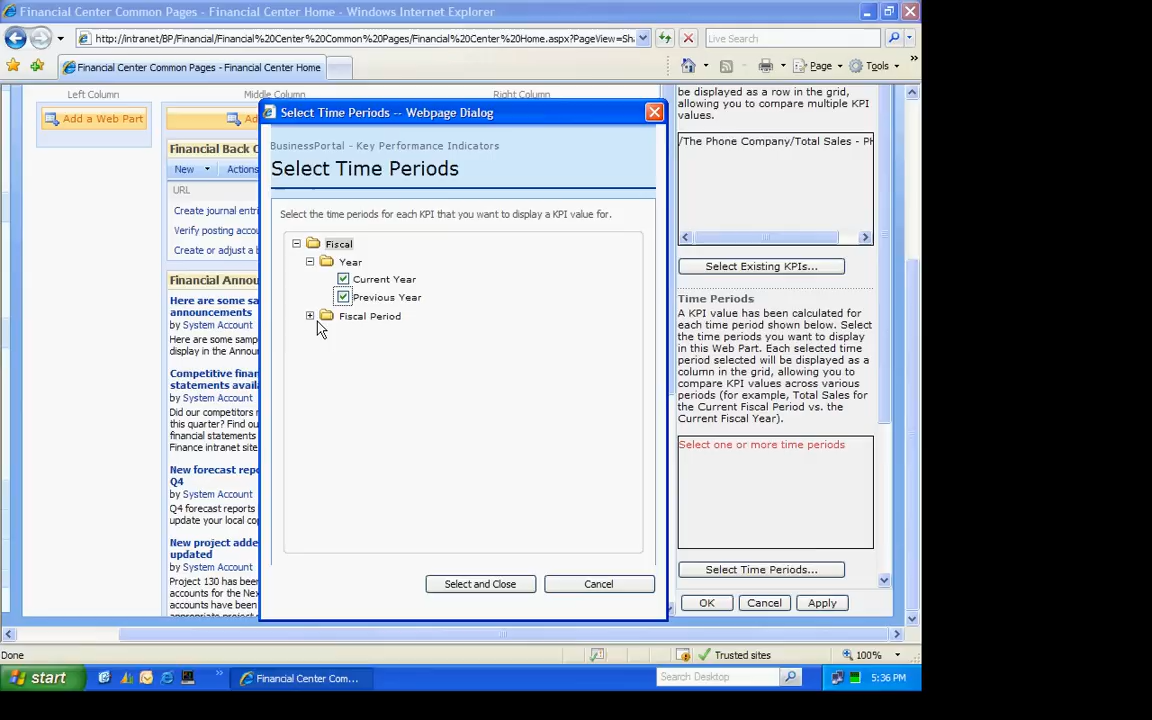 Financial Center Common Pages - Financial Center Home - Windows Internet Explorer
http://intranet/BP/Financial/Financial%20Center%20Common%20Pages/Financial%20Center%20Home.aspx?PageView=Sh
Live Search
Financial Center Common Pages - Financial Center Home
Page
Tools
Left Column
Middle Column
Right Column
Add a Web Part
Ad
Financial Back C
New
Actions
URL
Create journal entri
Verify posting accou
Create or adjust a b
Financial Annou
Here are some sa
announcements
by System Account
Here are some sampl
display in the Announ
Competitive finan
statements availa
by System Account
Did our competitors m
this quarter? Find out
financial statements
Finance intranet site.
New forecast repo
Q4
by System Account
Q4 forecast reports
update your local cop
New project adde
updated
by System Account
Project 130 has been
accounts for the Nex
accounts have been
Select Time Periods -- Webpage Dialog
BusinessPortal - Key Performance Indicators
Select Time Periods
Select the time periods for each KPI that you want to display a KPI value for.
Fiscal
Year
Current Year
Previous Year
Fiscal Period
Select and Close
Cancel
be displayed as a row in the grid,
allowing you to compare multiple KPI
values.
/The Phone Company/Total Sales - PH
Select Existing KPIs...
Time Periods
A KPI value has been calculated for
each time period shown below. Select
the time periods you want to display
in this Web Part. Each selected time
period selected will be displayed as a
column in the grid, allowing you to
compare KPI values across various
periods (for example, Total Sales for
the Current Fiscal Period vs. the
Current Fiscal Year).
Select one or more time periods
Select Time Periods...
OK
Cancel
Apply
Done
Trusted sites
100%
start
Financial Center Com...
Search Desktop
5:36 PM